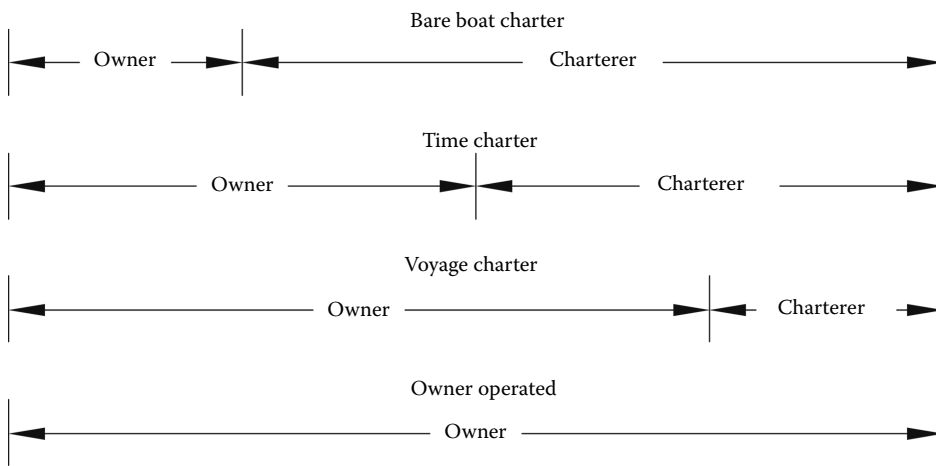 Bare boat charter
Owner Charterer
Time charter
Owner Charterer
Voyage charter
Owner Charterer
Owner operated
Owner